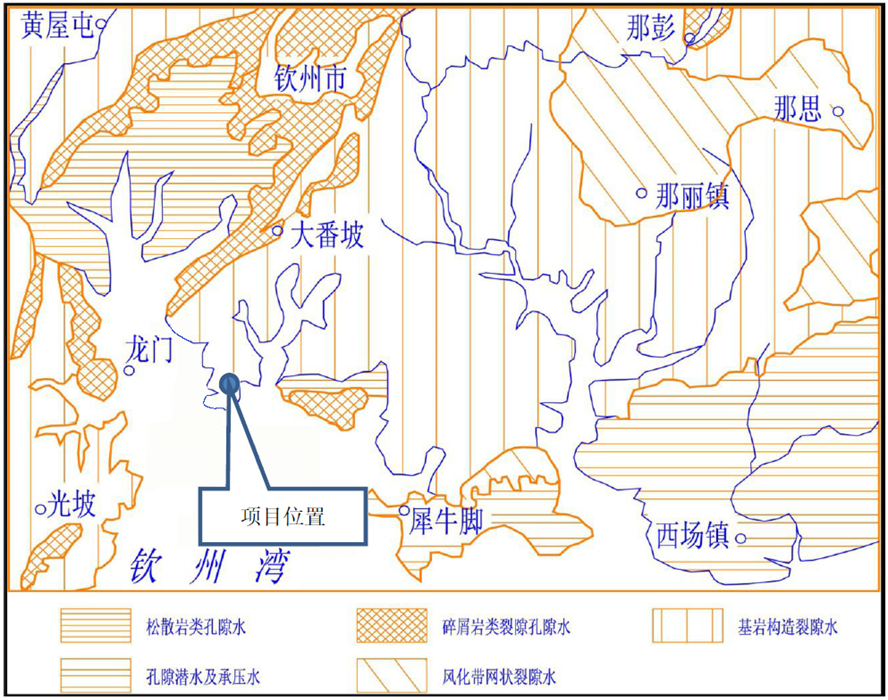 黄屋屯
那彭
钦州市
那思
那丽镇
大番坡
龙门
光坡
项目位置
犀牛脚
西场镇
钦州湾
松散岩类孔隙水
碎屑岩类裂隙孔隙水
基岩构造裂隙水
孔隙潜水及承压水
风化带网状裂隙水